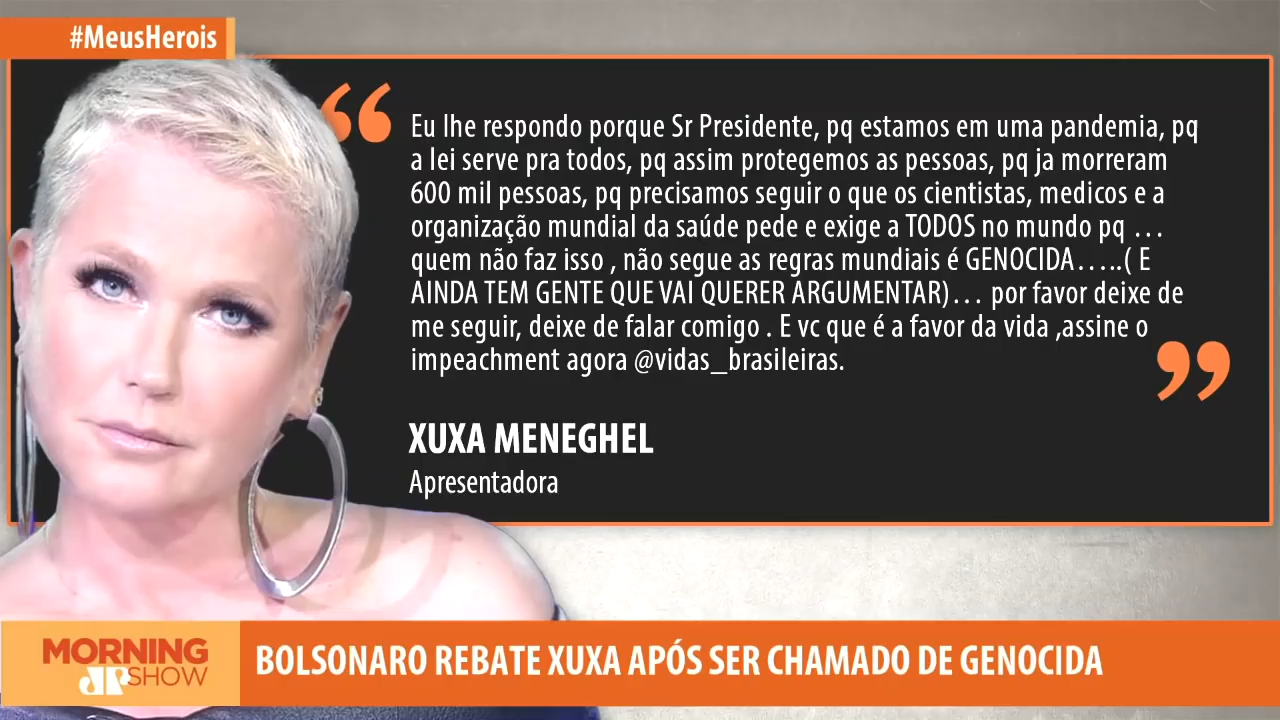 #MeusHerois
“
Eu lhe respondo porque Sr Presidente, pq estamos em uma pandemia, pq
a lei serve pra todos, pq assim protegemos as pessoas, pq ja morreram
600 mil pessoas, pq precisamos seguir o que os cientistas, medicos e a
organização mundial da saúde pede e exige a TODOS no mundo pq ...
quem não faz isso , não segue as regras mundiais é GENOCIDA.....( E
AINDA TEM GENTE QUE VAI QUERER ARGUMENTAR)... por favor deixe de
me seguir, deixe de falar comigo . E vc que é a favor da vida ,assine o
impeachment agora @vidas_brasileiras.
”
XUXA MENEGHEL
Apresentadora
MORNING
JP SHOW
BOLSONARO REBATE XUXA APÓS SER CHAMADO DE GENOCIDA